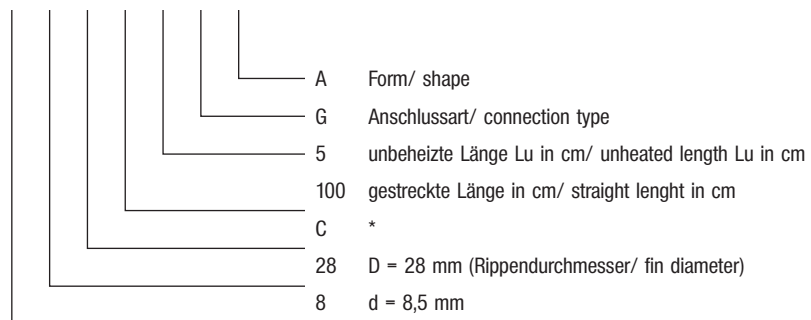 A Form/ shape
G Anschlussart/ connection type
5 unbeheizte Länge Lu in cm/ unheated length Lu in cm
100 gestreckte Länge in cm/ straight lenght in cm
C *
28 D = 28 mm (Rippendurchmesser/ fin diameter)
8 d = 8,5 mm